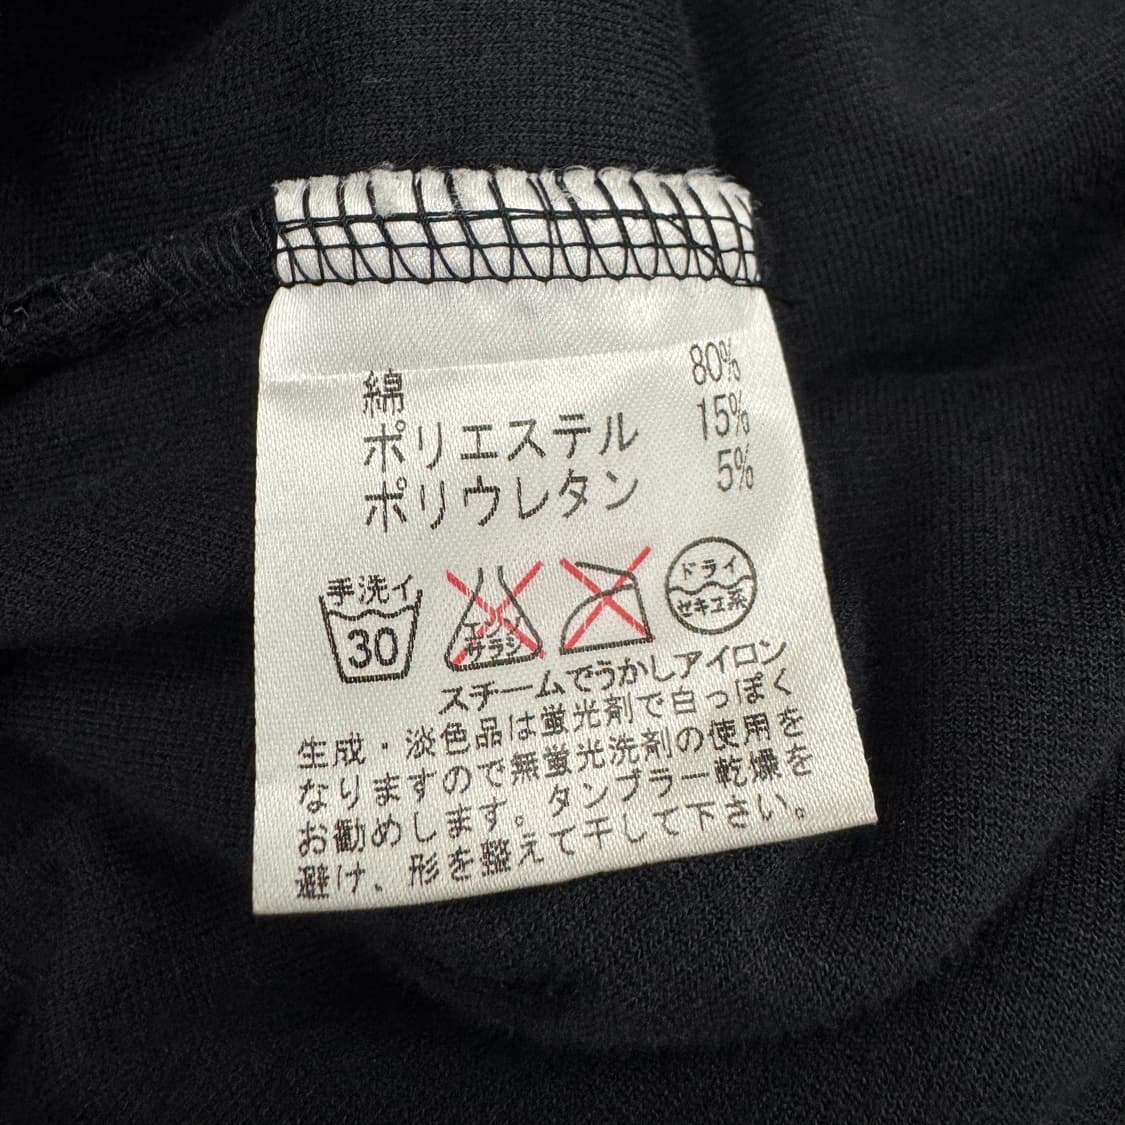 綿 80%
ポリエステル 15%
ポリウレタン 5%
手洗イ 30
エンソサラシ
ドライ
セキユ系
スチームでうかしアイロン
生成・淡色品は蛍光剤で白っぽく
なりますので無蛍光洗剤の使用を
お勧めします。タンブラー乾燥を
避け、形を整えて干して下さい。